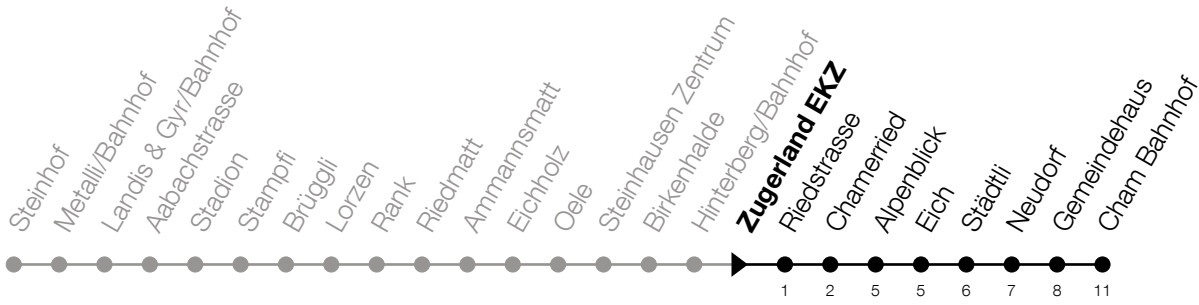 Steinhof
Metalli/Bahnhof
Landis & Gyr/Bahnhof
Aabachstrasse
Stadion
Stampfi
Brüggli
Lorzen
Rank
Riedmatt
Ammannsmatt
Eichholz
Oele
Steinhausen Zentrum
Birkenhalde
Hinterberg/Bahnhof
Zugerland EKZ
Riedstrasse
Chamerried
Alpenblick
Eich
Städtli
Neudorf
Gemeindehaus
Cham Bahnhof
1 2 5 5 6 7 8 11